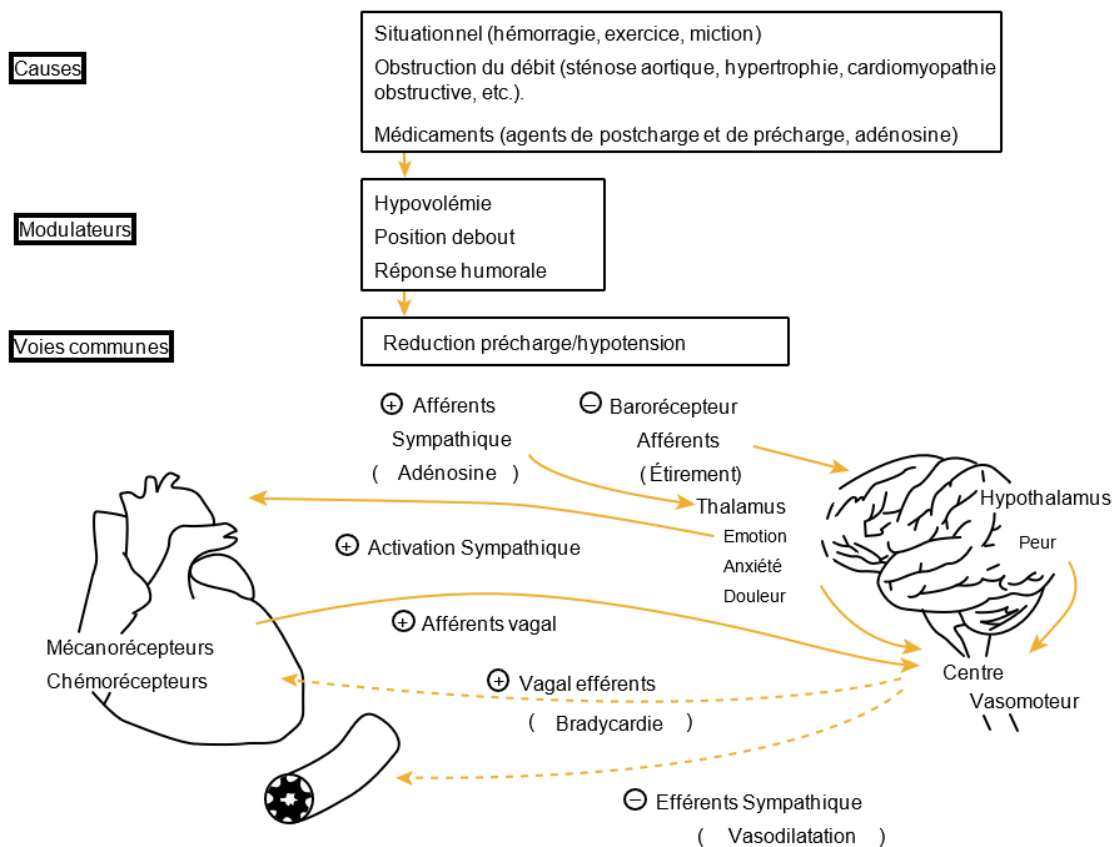 Causes
Situationnel (hémorragie, exercice, miction)
Obstruction du débit (sténose aortique, hypertrophie, cardiomyopathie
obstructive, etc.).
Médicaments (agents de postcharge et de précharge, adénosine)
Modulateurs
Hypovolémie
Position debout
Réponse humorale
Voies communes
Reduction précharge/hypotension
+ Afférents
Sympathique
( Adénosine )
− Barorécepteur
Afférents
(Étirement)
Thalamus
Emotion
Anxiété
Douleur
Hypothalamus
Peur
+ Activation Sympathique
+ Afférents vagal
Mécanorécepteurs
Chémorécepteurs
+ Vagal efférents
( Bradycardie )
Centre
Vasomoteur
− Efférents Sympathique
( Vasodilatation )